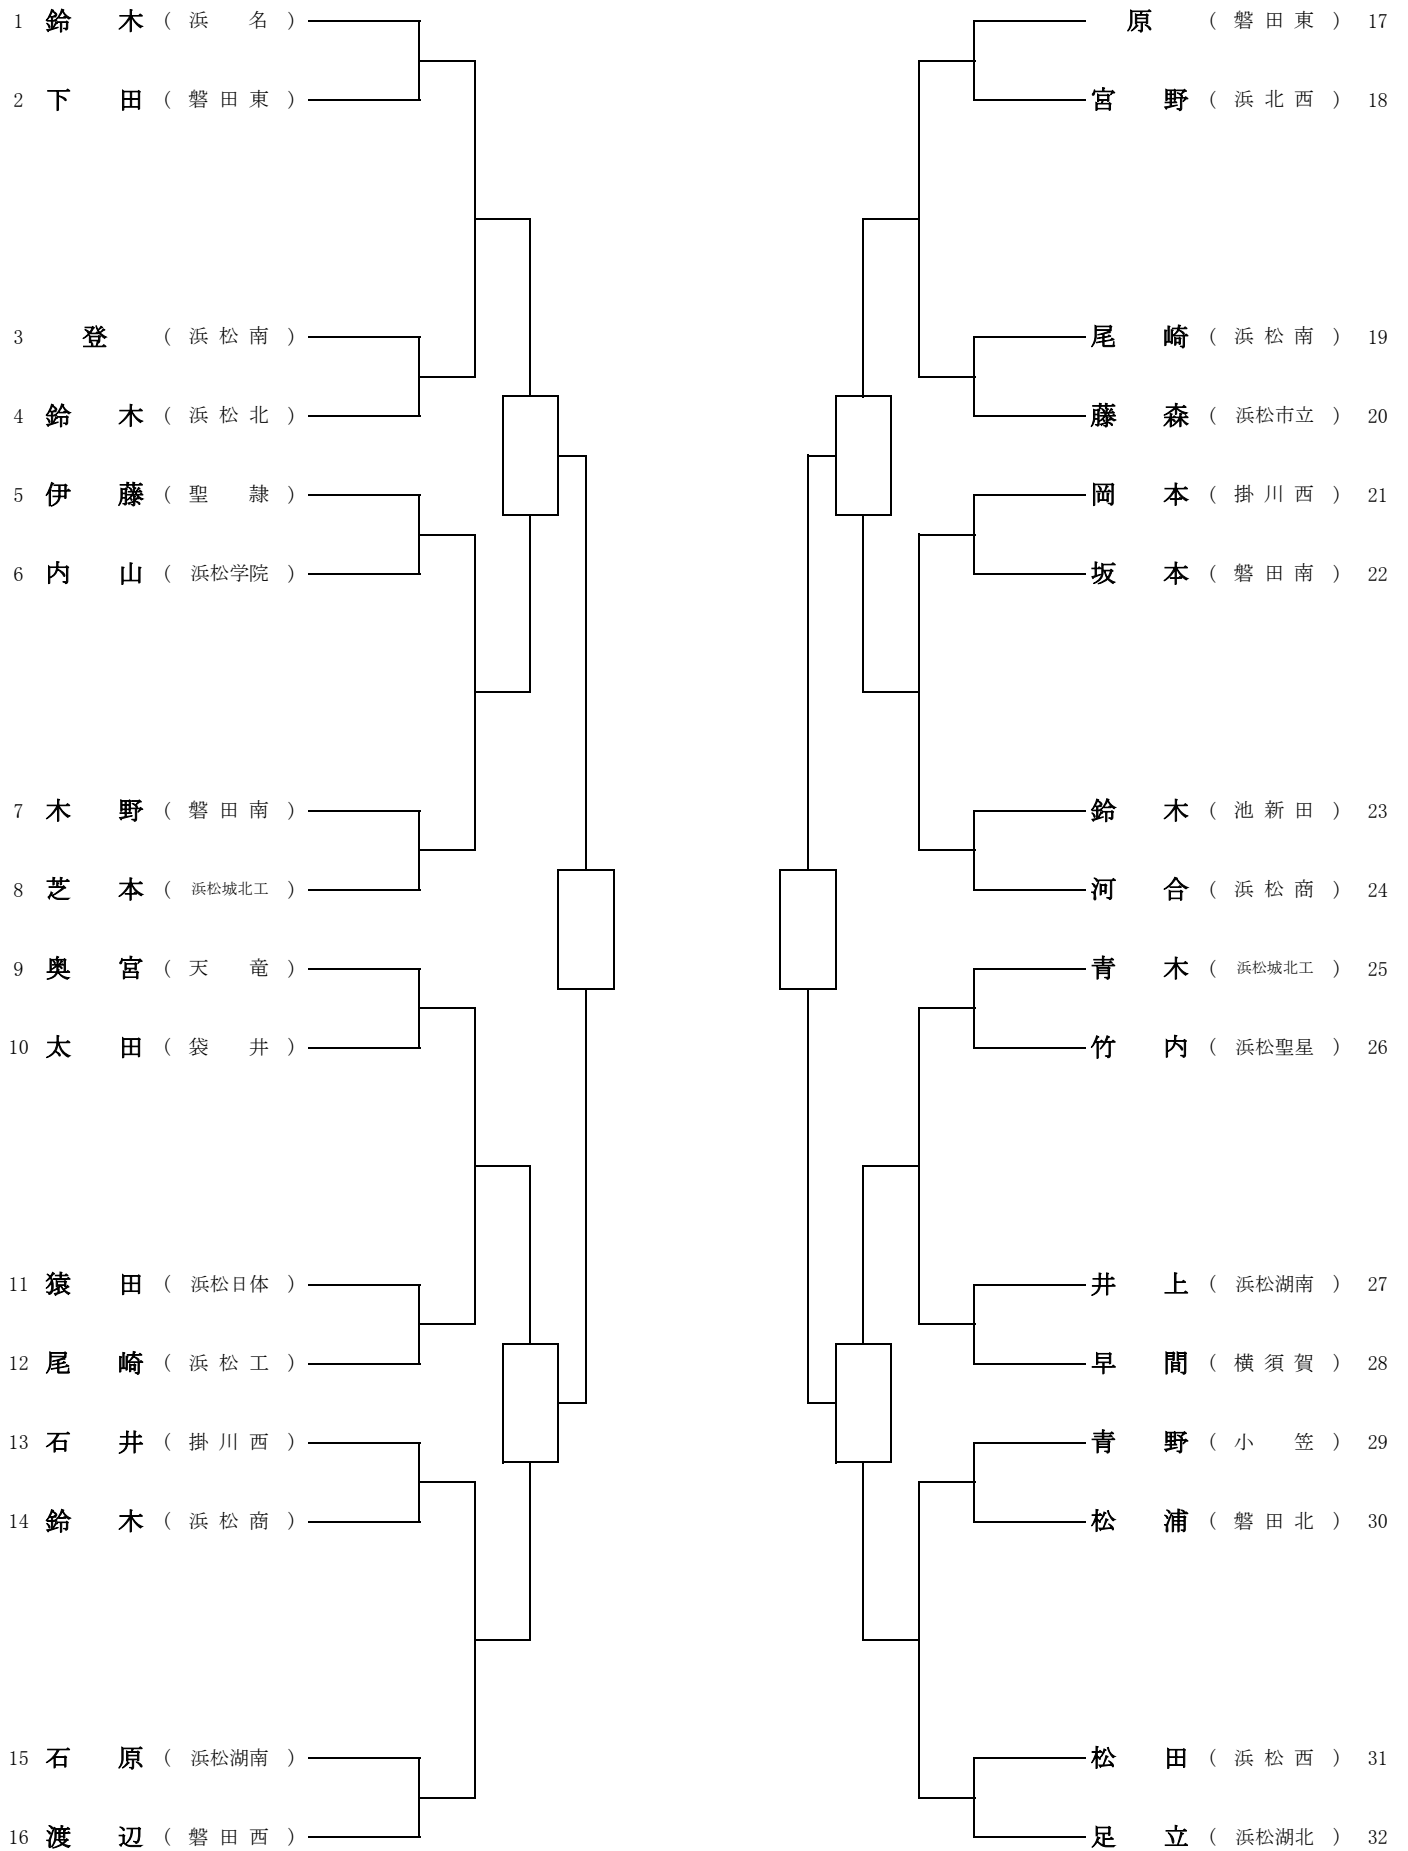 1 鈴木 ( 浜名 )
2 下田 ( 磐田東 )
3 登 ( 浜松南 )
4 鈴木 ( 浜松北 )
5 伊藤 ( 聖隷 )
6 内山 ( 浜松学院 )
7 木野 ( 磐田南 )
8 芝本 ( 浜松城北工 )
9 奥宮 ( 天竜 )
10 太田 ( 袋井 )
11 猿田 ( 浜松日体 )
12 尾崎 ( 浜松工 )
13 石井 ( 掛川西 )
14 鈴木 ( 浜松商 )
15 石原 ( 浜松湖南 )
16 渡辺 ( 磐田西 )
原 ( 磐田東 ) 17
宮野 ( 浜北西 ) 18
尾崎 ( 浜松南 ) 19
藤森 ( 浜松市立 ) 20
岡本 ( 掛川西 ) 21
坂本 ( 磐田南 ) 22
鈴木 ( 池新田 ) 23
河合 ( 浜松商 ) 24
青木 ( 浜松城北工 ) 25
竹内 ( 浜松聖星 ) 26
井上 ( 浜松湖南 ) 27
早間 ( 横須賀 ) 28
青野 ( 小笠 ) 29
松浦 ( 磐田北 ) 30
松田 ( 浜松西 ) 31
足立 ( 浜松湖北 ) 32